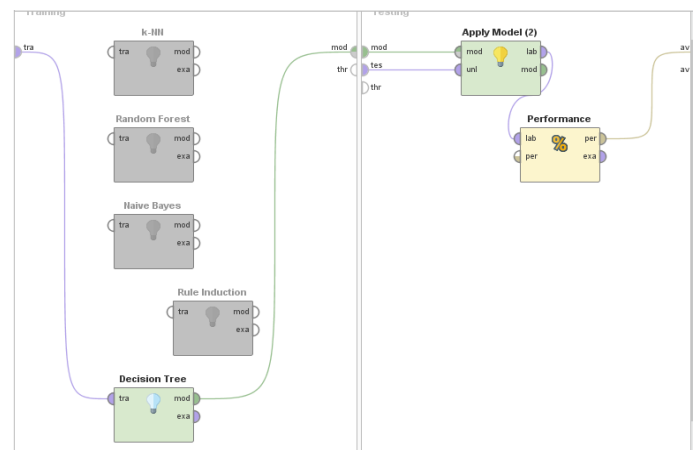 Training
tra
k-NN
tra mod
exa
Random Forest
tra mod
exa
Naive Bayes
tra mod
exa
Rule Induction
tra mod
exa
Decision Tree
tra mod
exa
mod
thr
Testing
mod
tes
thr
Apply Model (2)
mod lab
unl mod
Performance
% 
lab per
per exa
av
av